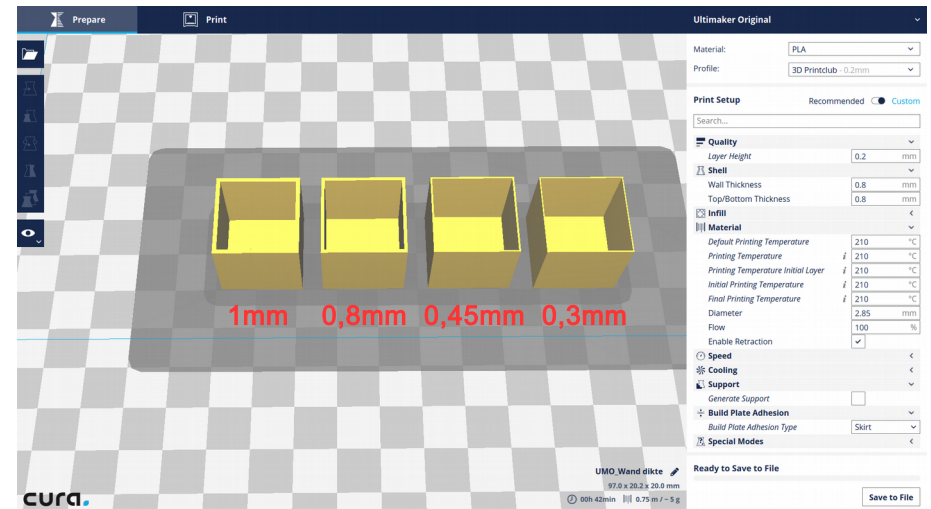 Prepare
Print
Ultimaker Original
Material: PLA
Profile: 3D Printclub - 0.2mm
Print Setup Recommended Custom
Search...
Quality
Layer Height 0.2 mm
Shell
Wall Thickness 0.8 mm
Top/Bottom Thickness 0.8 mm
Infill
Material
Default Printing Temperature 210 °C
Printing Temperature i 210 °C
Printing Temperature Initial Layer i 210 °C
Initial Printing Temperature i 210 °C
Final Printing Temperature i 210 °C
Diameter 2.85 mm
Flow 100 %
Enable Retraction
Speed
Cooling
Support
Generate Support
Build Plate Adhesion
Build Plate Adhesion Type Skirt
Special Modes
1mm 0,8mm 0,45mm 0,3mm
UMO_Wand dikte
97.0 x 20.2 x 20.0 mm
00h 42min 0.75 m / ~ 5 g
Ready to Save to File
Save to File
cura.